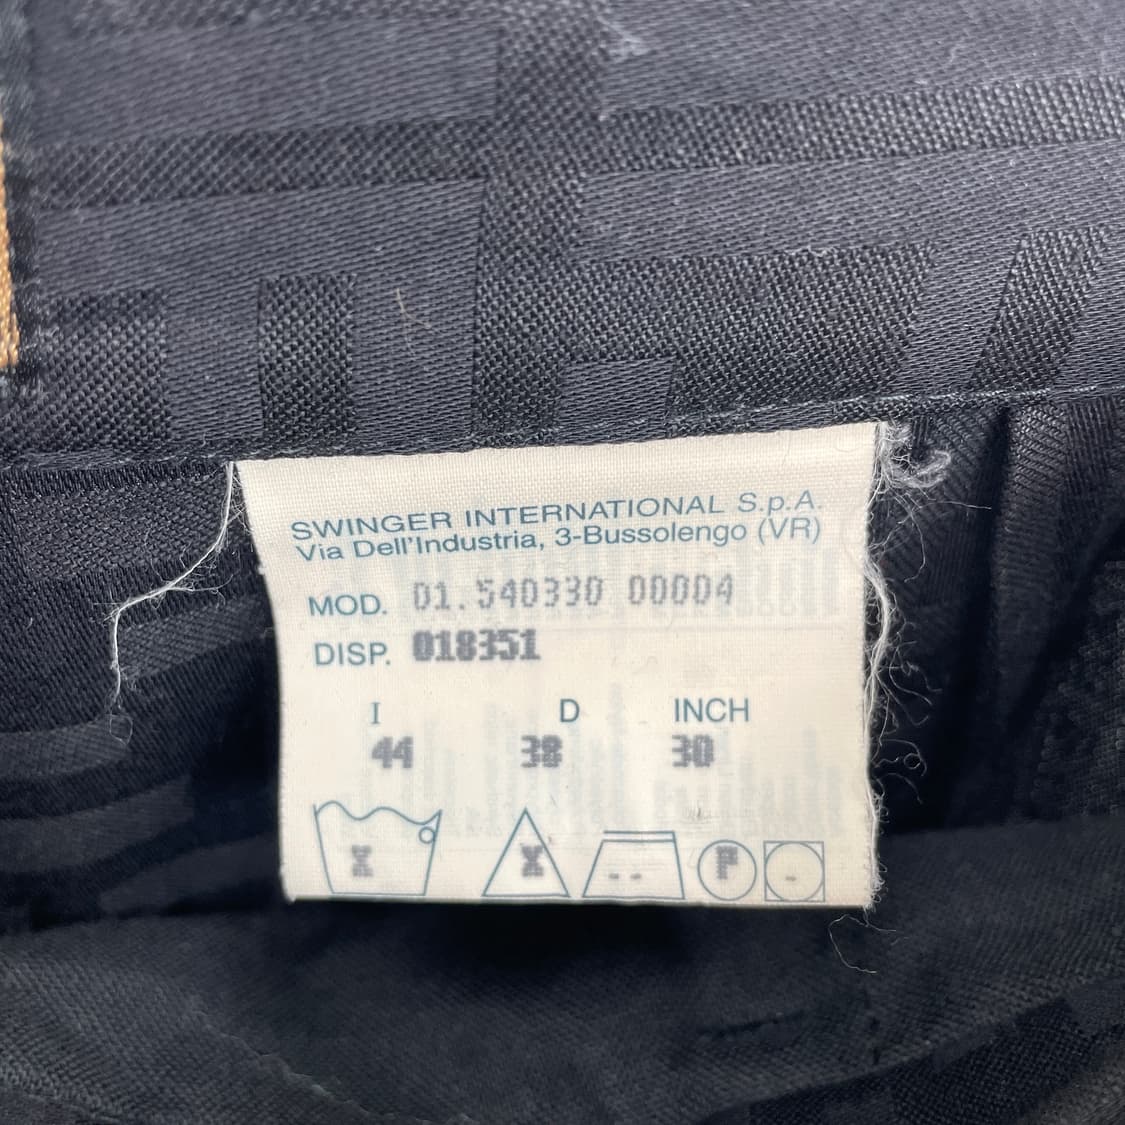 SWINGER INTERNATIONAL S.p.A.
Via Dell'Industria, 3-Bussolengo (VR)
MOD. 01.540330 00004
DISP. 018351
I D INCH
44 38 30
X X P